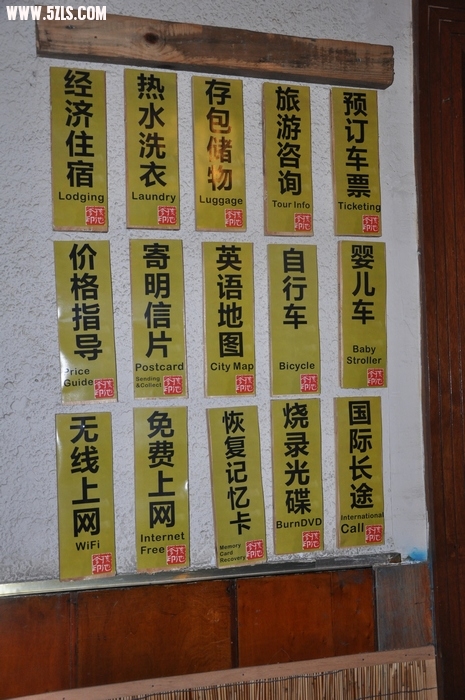 WWW.5ZLS.COM
经济住宿
Lodging
热水洗衣
Laundry
存包储物
Luggage
旅游咨询
Tour Info
预订车票
Ticketing
价格指导
Price
Guide
寄明信片
Postcard
Sending
&Collect
英语地图
City Map
自行车
Bicycle
婴儿车
Baby
Stroller
无线上网
WiFi
免费上网
Internet
Free
恢复记忆卡
Memory
Card
Recovery
烧录光碟
BurnDVD
国际长途
International
Call